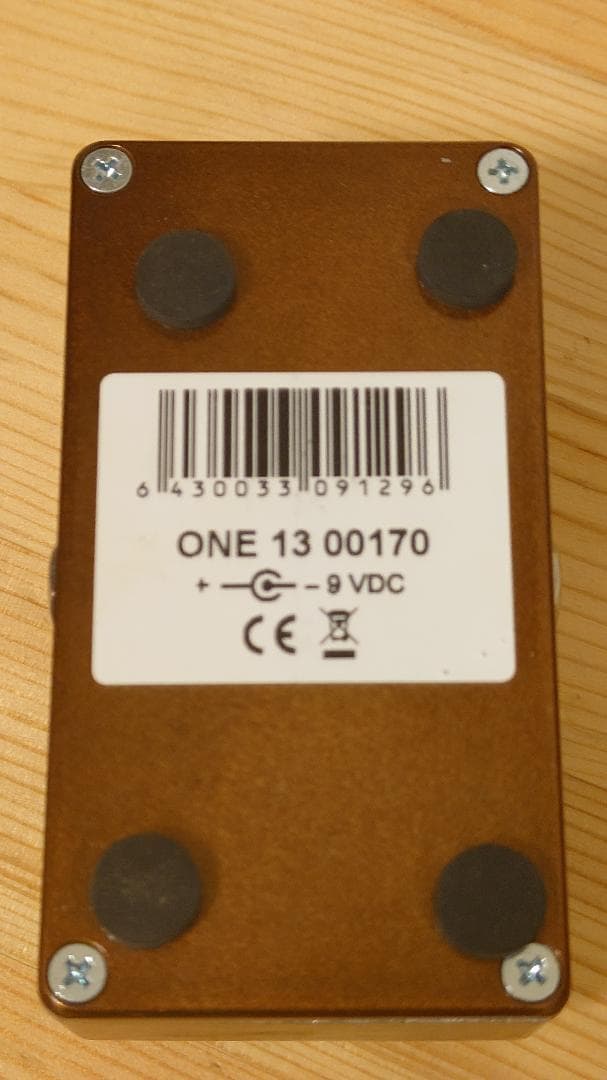 6 430033 091296
ONE 13 00170
+ – 9 VDC
CE